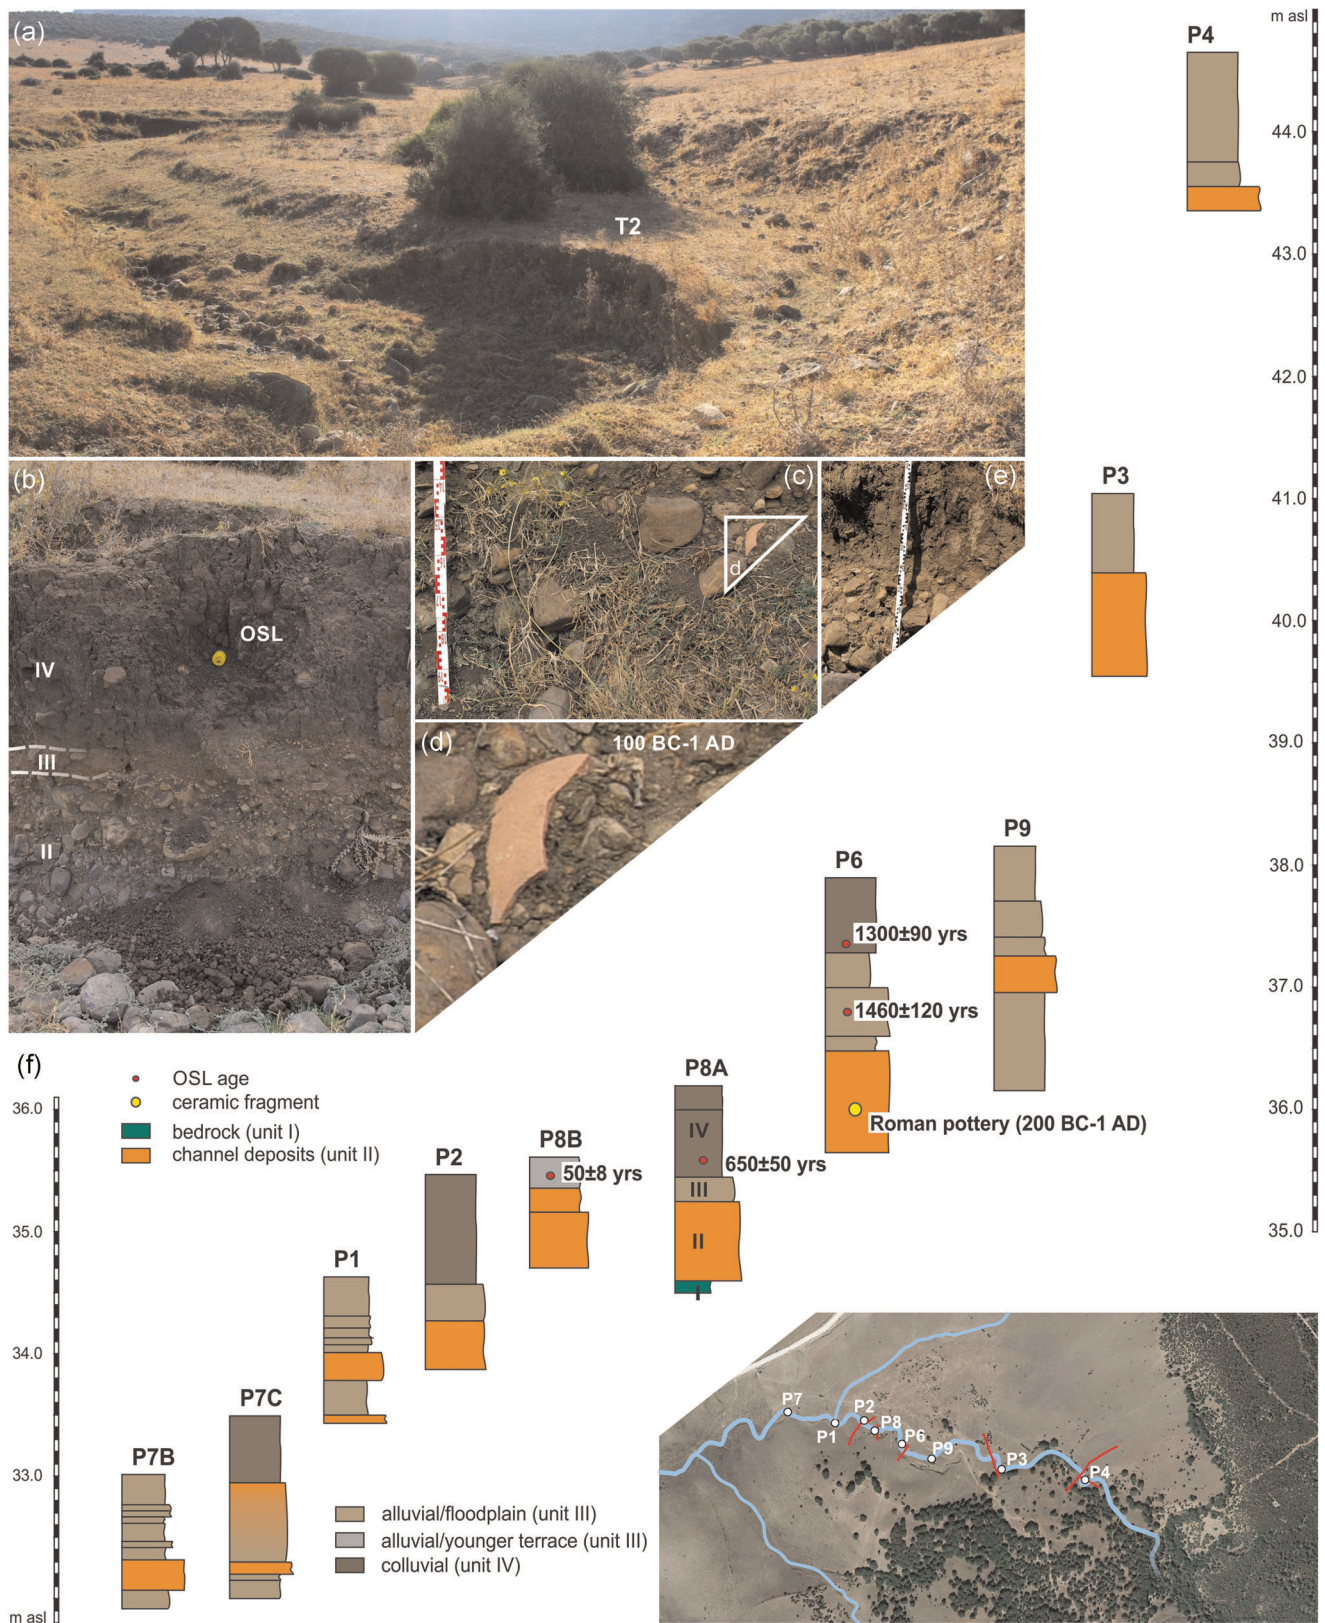 (a)
T2
(b)
OSL
IV
III
II
(c)
d
(e)
(d)
100 BC-1 AD
m asl
44.0
43.0
42.0
41.0
40.0
39.0
38.0
37.0
36.0
35.0
P4
P3
P9
P6
1300±90 yrs
1460±120 yrs
Roman pottery (200 BC-1 AD)
(f)
OSL age
ceramic fragment
bedrock (unit I)
channel deposits (unit II)
36.0
35.0
34.0
33.0
m asl
P8A
IV
650±50 yrs
III
II
I
P8B
50±8 yrs
P2
P1
P7C
P7B
alluvial/floodplain (unit III)
alluvial/younger terrace (unit III)
colluvial (unit IV)
P7
P1
P2
P8
P6
P9
P3
P4